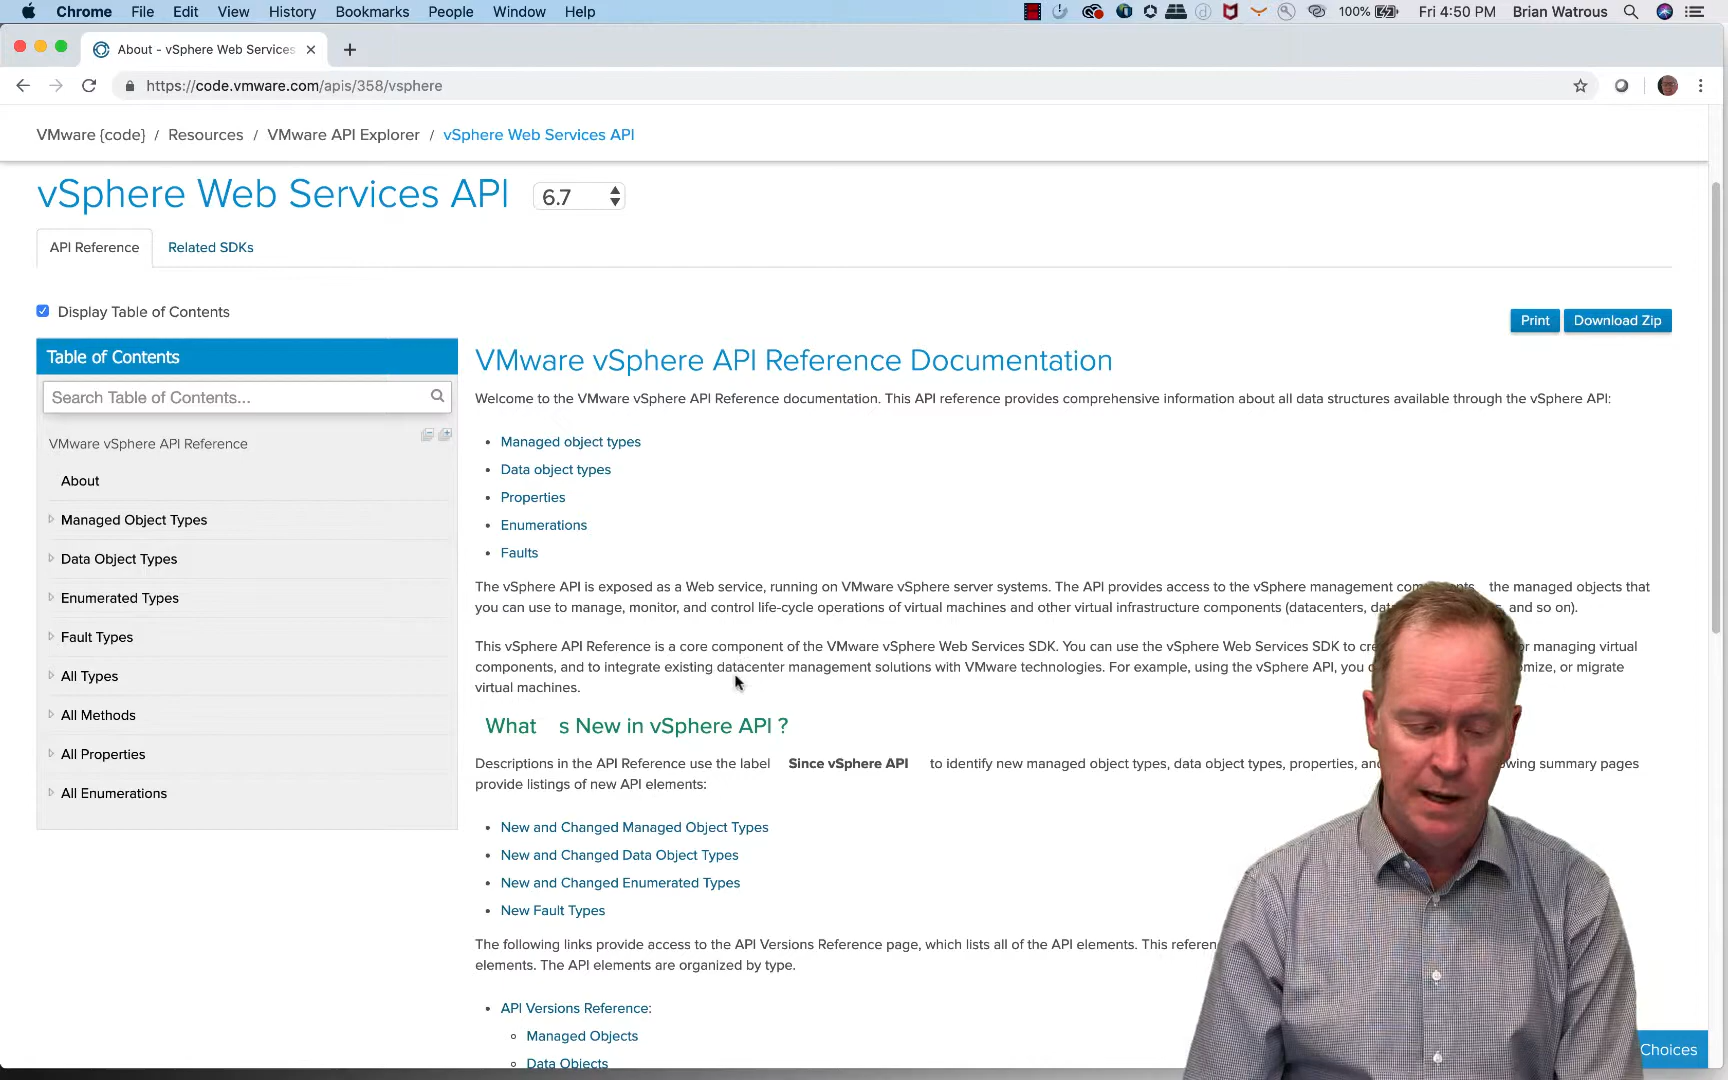 Chrome File Edit View History Bookmarks People Window Help 100% Fri 4:50 PM Brian Watrous
About - vSphere Web Services
https://code.vmware.com/apis/358/vsphere
VMware {code} / Resources / VMware API Explorer / vSphere Web Services API
vSphere Web Services API 6.7
API Reference Related SDKs
Display Table of Contents
Print Download Zip
Table of Contents
Search Table of Contents...
VMware vSphere API Reference
About
Managed Object Types
Data Object Types
Enumerated Types
Fault Types
All Types
All Methods
All Properties
All Enumerations
VMware vSphere API Reference Documentation
Welcome to the VMware vSphere API Reference documentation. This API reference provides comprehensive information about all data structures available through the vSphere API:
• Managed object types
• Data object types
• Properties
• Enumerations
• Faults
The vSphere API is exposed as a Web service, running on VMware vSphere server systems. The API provides access to the vSphere management the managed objects that
you can use to manage, monitor, and control life-cycle operations of virtual machines and other virtual infrastructure components (datacenters, and so on).
This vSphere API Reference is a core component of the VMware vSphere Web Services SDK. You can use the vSphere Web Services SDK to managing virtual
components, and to integrate existing datacenter management solutions with VMware technologies. For example, using the vSphere API, you or migrate
virtual machines.
What s New in vSphere API ?
Descriptions in the API Reference use the label Since vSphere API to identify new managed object types, data object types, properties, summary pages
provide listings of new API elements:
• New and Changed Managed Object Types
• New and Changed Data Object Types
• New and Changed Enumerated Types
• New Fault Types
The following links provide access to the API Versions Reference page, which lists all of the API elements. This
elements. The API elements are organized by type.
• API Versions Reference:
Managed Objects
Data Objects
Choices